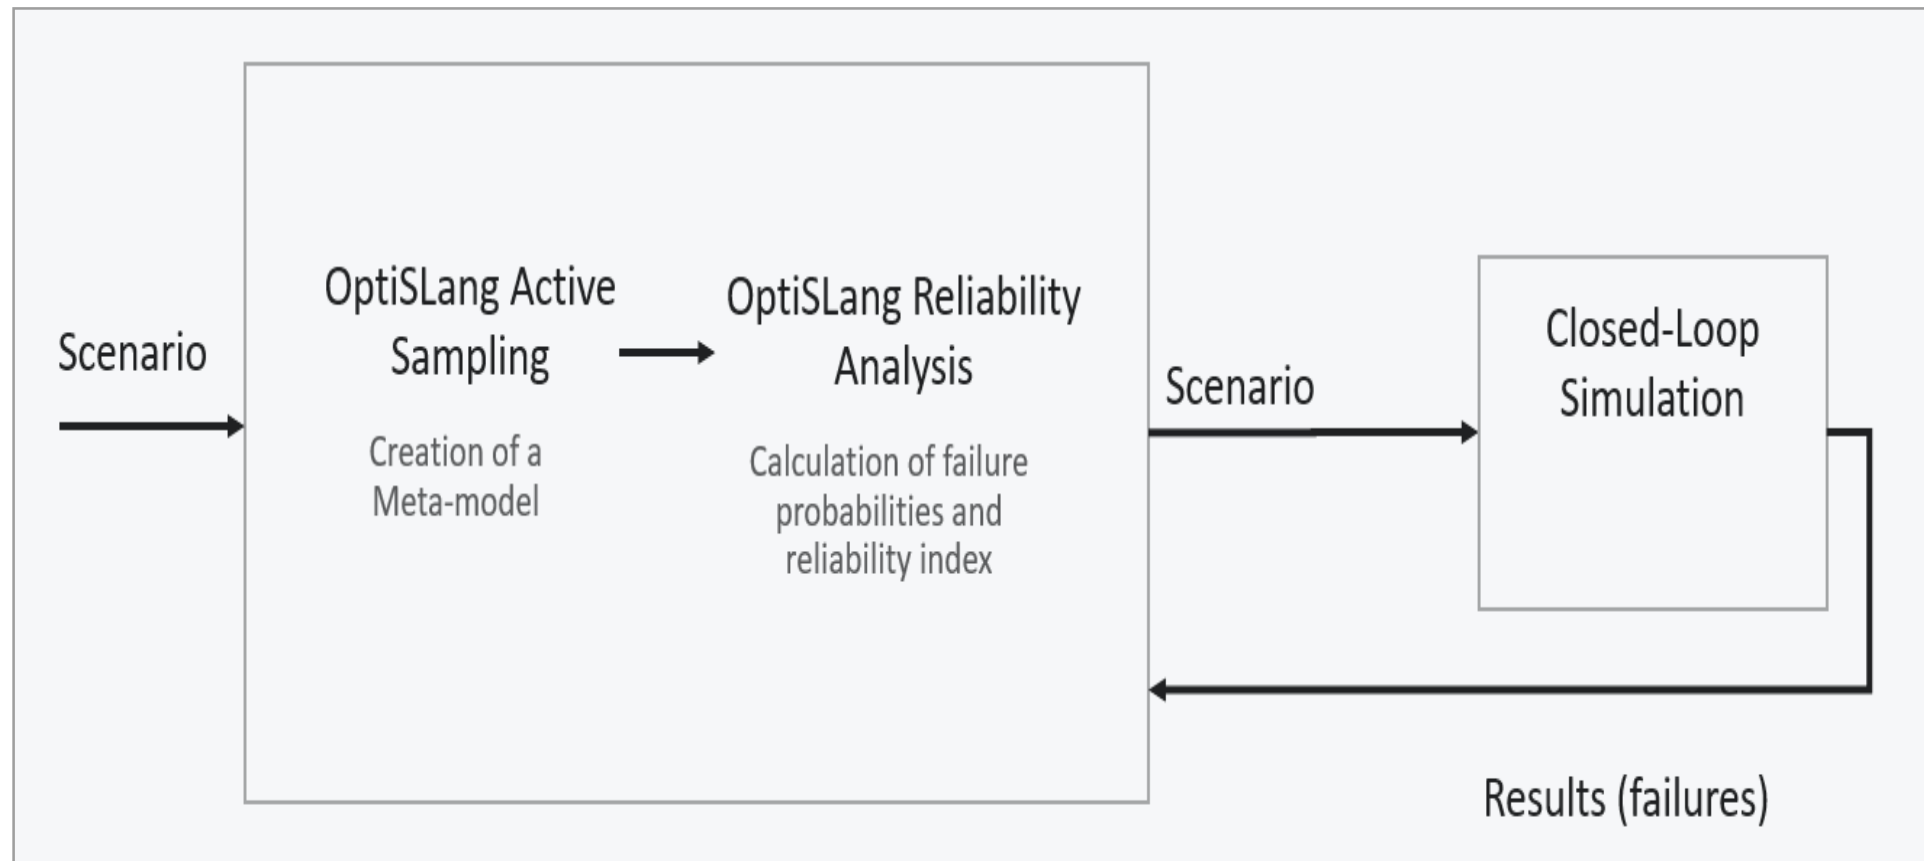 Scenario
OptiSLang Active
Sampling
Creation of a
Meta-model
OptiSLang Reliability
Analysis
Calculation of failure
probabilities and
reliability index
Scenario
Closed-Loop
Simulation
Results (failures)